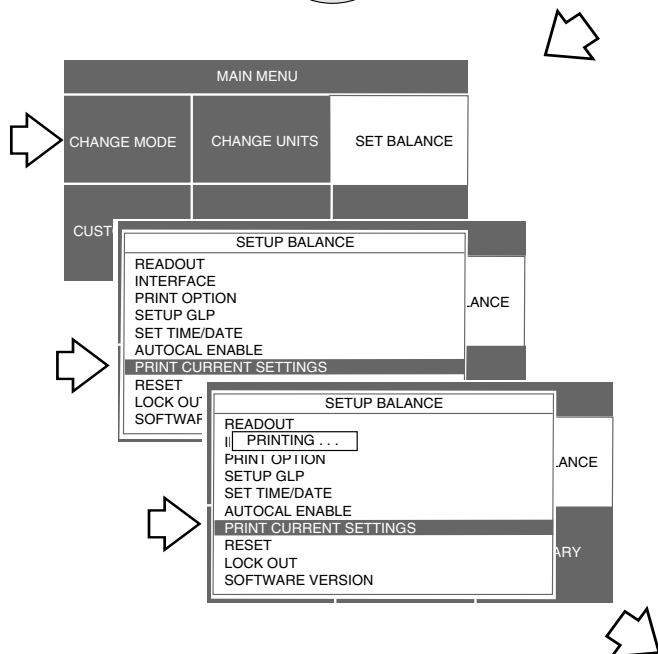 MAIN MENU
CHANGE MODE
CHANGE UNITS
SET BALANCE
CUST
SETUP BALANCE
READOUT
INTERFACE
PRINT OPTION
SETUP GLP
SET TIME/DATE
AUTOCAL ENABLE
PRINT CURRENT SETTINGS
RESET
LOCK OUT
SOFTWAR
LANCE
SETUP BALANCE
READOUT
PRINTING . . .
PRINT OPTION
SETUP GLP
SET TIME/DATE
AUTOCAL ENABLE
PRINT CURRENT SETTINGS
RESET
LOCK OUT
SOFTWARE VERSION
LANCE
ARY